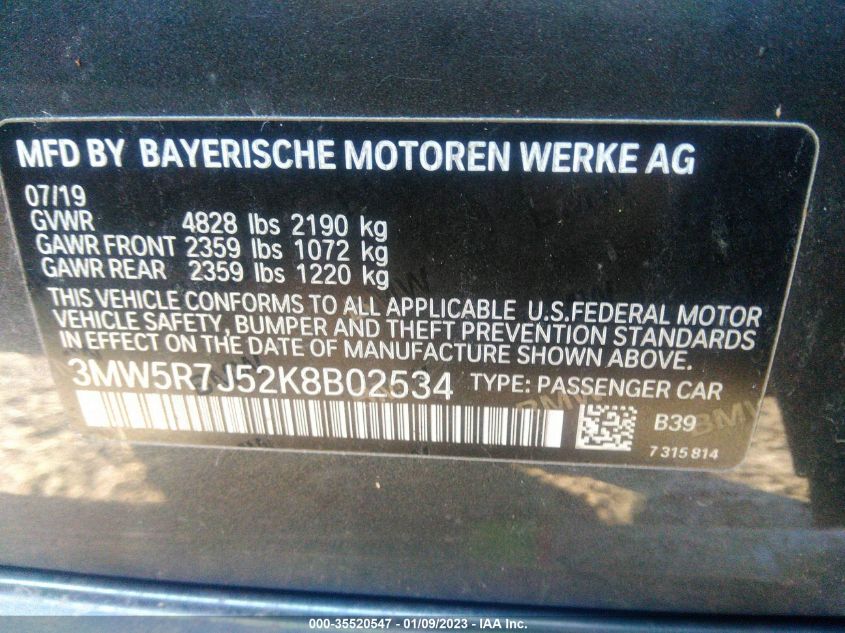 MFD BY BAYERISCHE MOTOREN WERKE AG
07/19
GVWR 4828 lbs 2190 kg
GAWR FRONT 2359 lbs 1072 kg
GAWR REAR 2359 lbs 1220 kg
THIS VEHICLE CONFORMS TO ALL APPLICABLE U.S.FEDERAL MOTOR
VEHICLE SAFETY, BUMPER AND THEFT PREVENTION STANDARDS
IN EFFECT ON THE DATE OF MANUFACTURE SHOWN ABOVE.
3MW5R7J52K8B02534 TYPE: PASSENGER CAR
B39
7 315 814
000-35520547 - 01/09/2023 - IAA Inc.